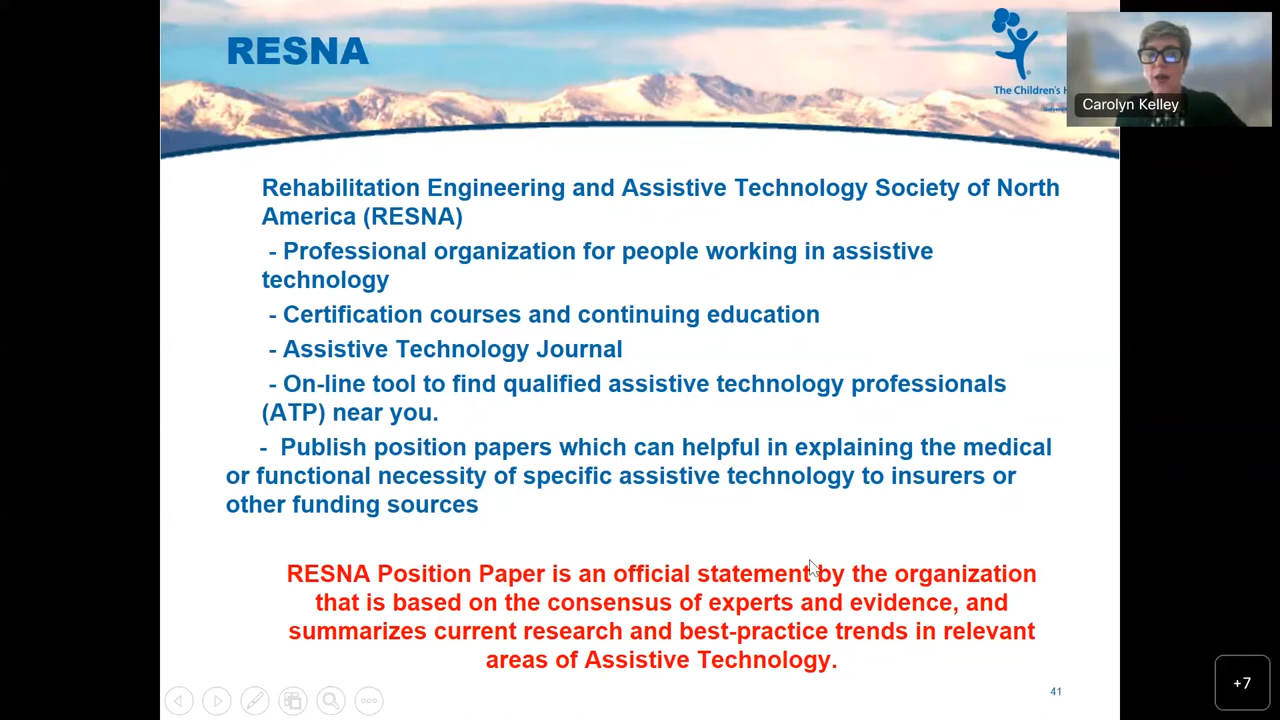 RESNA
The Children's H
Carolyn Kelley
Rehabilitation Engineering and Assistive Technology Society of North
America (RESNA)
- Professional organization for people working in assistive
technology
- Certification courses and continuing education
- Assistive Technology Journal
- On-line tool to find qualified assistive technology professionals
(ATP) near you.
- Publish position papers which can helpful in explaining the medical
or functional necessity of specific assistive technology to insurers or
other funding sources
RESNA Position Paper is an official statement by the organization
that is based on the consensus of experts and evidence, and
summarizes current research and best-practice trends in relevant
areas of Assistive Technology.
41
+7